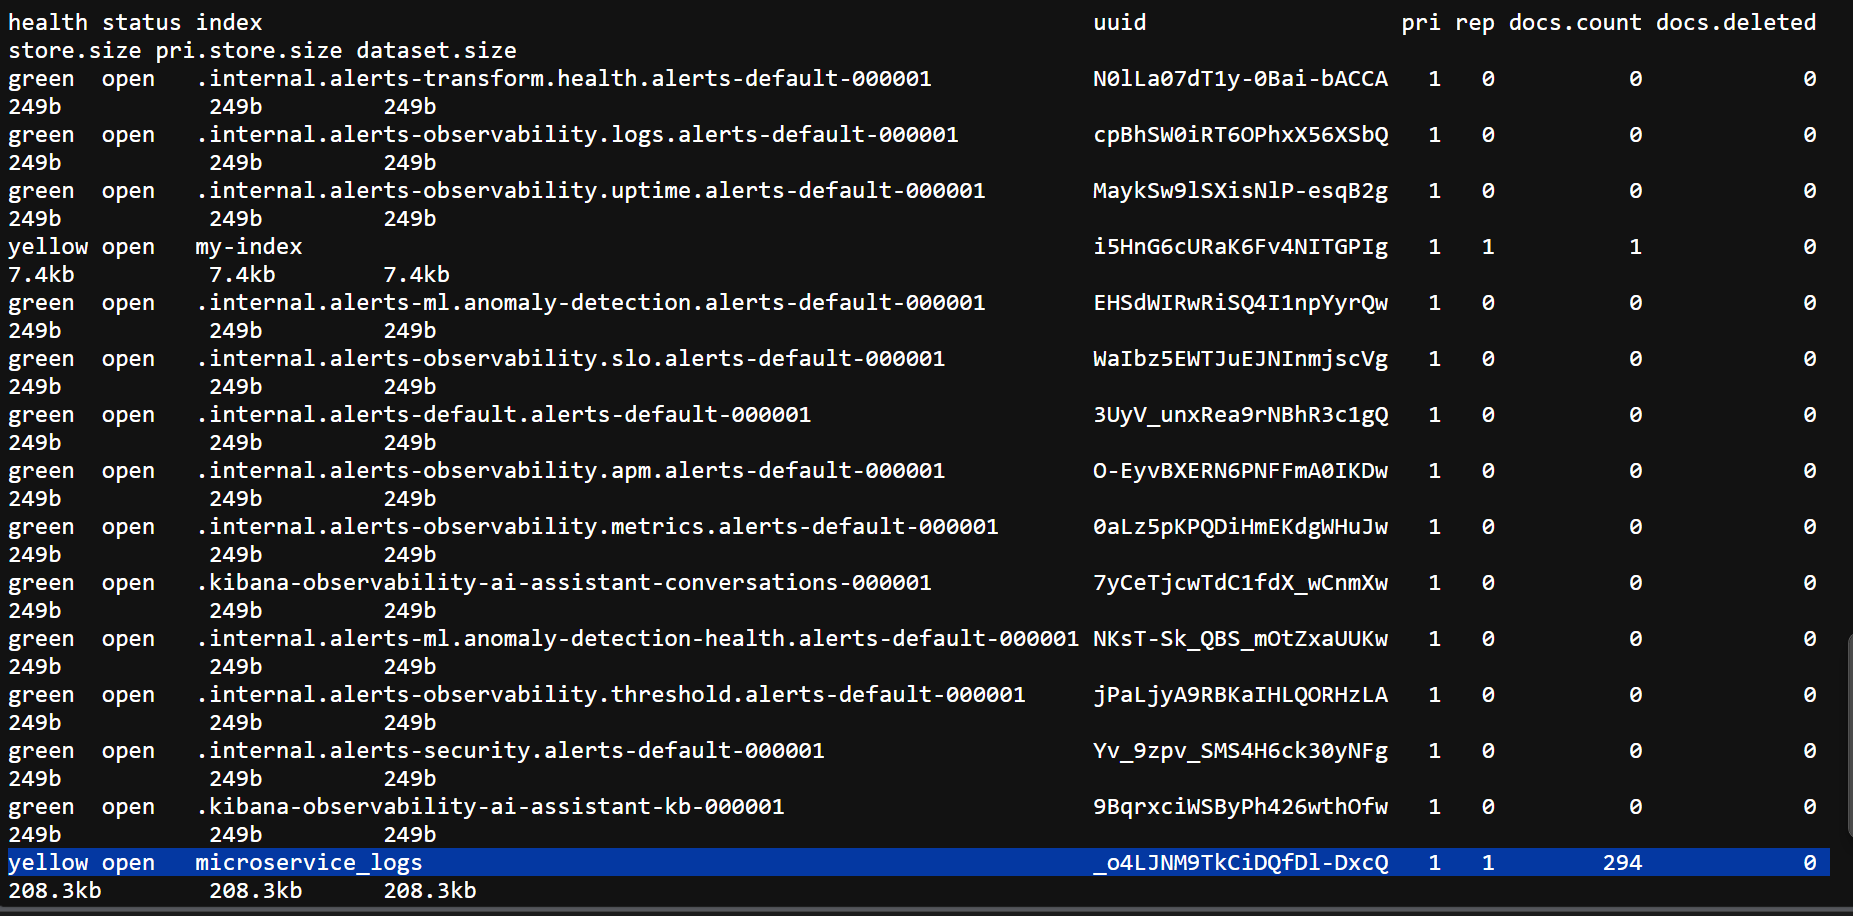 health status index uuid pri rep docs.count docs.deleted
store.size pri.store.size dataset.size
green open .internal.alerts-transform.health.alerts-default-000001 N0lLa07dT1y-0Bai-bACCA 1 0 0 0
249b 249b 249b
green open .internal.alerts-observability.logs.alerts-default-000001 cpBhSW0iRT6OPhxX56XSbQ 1 0 0 0
249b 249b 249b
green open .internal.alerts-observability.uptime.alerts-default-000001 MaykSw9lSXisNlP-esqB2g 1 0 0 0
249b 249b 249b
yellow open my-index i5HnG6cURaK6Fv4NITGPIg 1 1 1 0
7.4kb 7.4kb 7.4kb
green open .internal.alerts-ml.anomaly-detection.alerts-default-000001 EHSdWIRwRiSQ4I1npYyrQw 1 0 0 0
249b 249b 249b
green open .internal.alerts-observability.slo.alerts-default-000001 WaIbz5EWTJuEJNInmjscVg 1 0 0 0
249b 249b 249b
green open .internal.alerts-default.alerts-default-000001 3UyV_unxRea9rNBhR3c1gQ 1 0 0 0
249b 249b 249b
green open .internal.alerts-observability.apm.alerts-default-000001 O-EyvBXERN6PNFFmA0IKDw 1 0 0 0
249b 249b 249b
green open .internal.alerts-observability.metrics.alerts-default-000001 0aLz5pKPQDiHmEKdgWHuJw 1 0 0 0
249b 249b 249b
green open .kibana-observability-ai-assistant-conversations-000001 7yCeTjcwTdC1fdX_wCnmXw 1 0 0 0
249b 249b 249b
green open .internal.alerts-ml.anomaly-detection-health.alerts-default-000001 NKsT-Sk_QBS_mOtZxaUUKw 1 0 0 0
249b 249b 249b
green open .internal.alerts-observability.threshold.alerts-default-000001 jPaLjyA9RBKaIHLQORHzLA 1 0 0 0
249b 249b 249b
green open .internal.alerts-security.alerts-default-000001 Yv_9zpv_SMS4H6ck30yNFg 1 0 0 0
249b 249b 249b
green open .kibana-observability-ai-assistant-kb-000001 9BqrxciWSByPh426wthOfw 1 0 0 0
249b 249b 249b
yellow open microservice_logs _o4LJNM9TkCiDQfDl-DxcQ 1 1 294 0
208.3kb 208.3kb 208.3kb